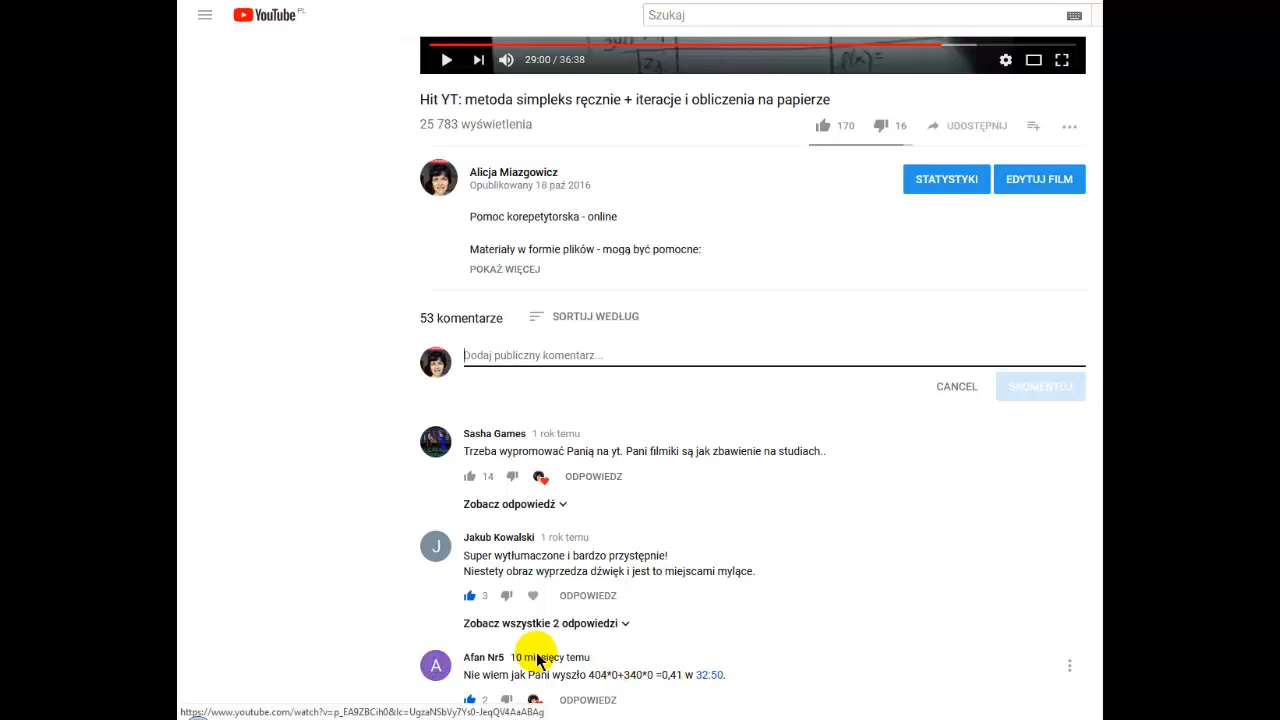 YouTube PL
Szukaj
29:00 / 36:38
Hit YT: metoda simpleks ręcznie + iteracje i obliczenia na papierze
25 783 wyświetlenia
170
16
UDOSTĘPNIJ
Alicja Miazgowicz
Opublikowany 18 paź 2016
STATYSTYKI
EDYTUJ FILM
Pomoc korepetytorska - online
Materiały w formie plików - mogą być pomocne:
POKAŻ WIĘCEJ
53 komentarze
SORTUJ WEDŁUG
Dodaj publiczny komentarz...
CANCEL
SKOMENTUJ
Sasha Games 1 rok temu
Trzeba wypromować Panią na yt. Pani filmiki są jak zbawienie na studiach..
14
ODPOWIEDZ
Zobacz odpowiedź
J
Jakub Kowalski 1 rok temu
Super wytłumaczone i bardzo przystępnie!
Niestety obraz wyprzedza dźwięk i jest to miejscami mylące.
3
ODPOWIEDZ
Zobacz wszystkie 2 odpowiedzi
A
Afan Nr5 10 miesięcy temu
Nie wiem jak Pani wyszło 404*0+340*0 =0,41 w 32:50.
2
ODPOWIEDZ
https://www.youtube.com/watch?v=p_EA9ZBCih0&lc=UgzaNSbVy7Ys0-JeqQV4AaABAg